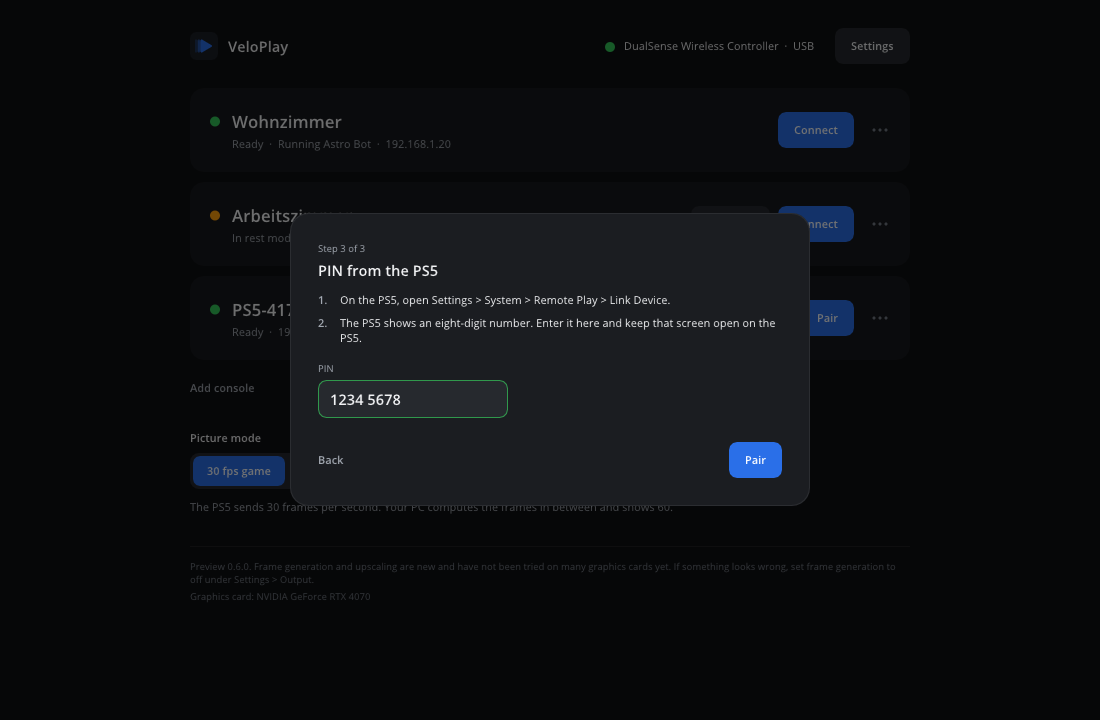 VeloPlay
DualSense Wireless Controller · USB
Settings
Wohnzimmer
Ready · Running Astro Bot · 192.168.1.20
Connect
In rest
Step 3 of 3
PIN from the PS5
1. On the PS5, open Settings > System > Remote Play > Link Device.
2. The PS5 shows an eight-digit number. Enter it here and keep that screen open on the
PS5.
PIN
1234 5678
Back
Pair
PS5-417
Ready · 19
Pair
Add console
Picture mode
30 fps game
The PS5 sends 30 frames per second. Your PC computes the frames in between and shows 60.
Preview 0.6.0. Frame generation and upscaling are new and have not been tried on many graphics cards yet. If something looks wrong, set frame generation to
off under Settings > Output.
Graphics card: NVIDIA GeForce RTX 4070